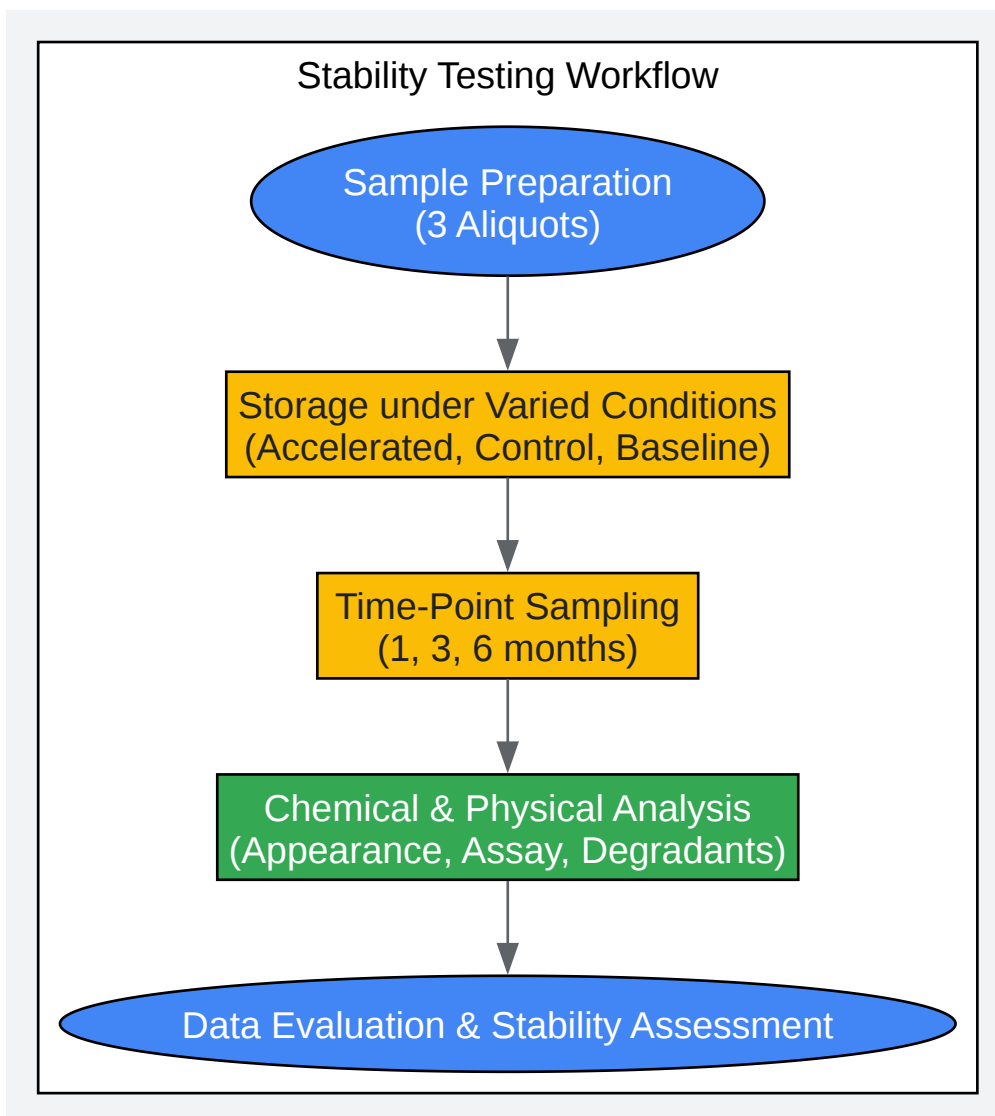 Stability Testing Workflow
Sample Preparation
(3 Aliquots)
Storage under Varied Conditions
(Accelerated, Control, Baseline)
Time-Point Sampling
(1, 3, 6 months)
Chemical & Physical Analysis
(Appearance, Assay, Degradants)
Data Evaluation & Stability Assessment